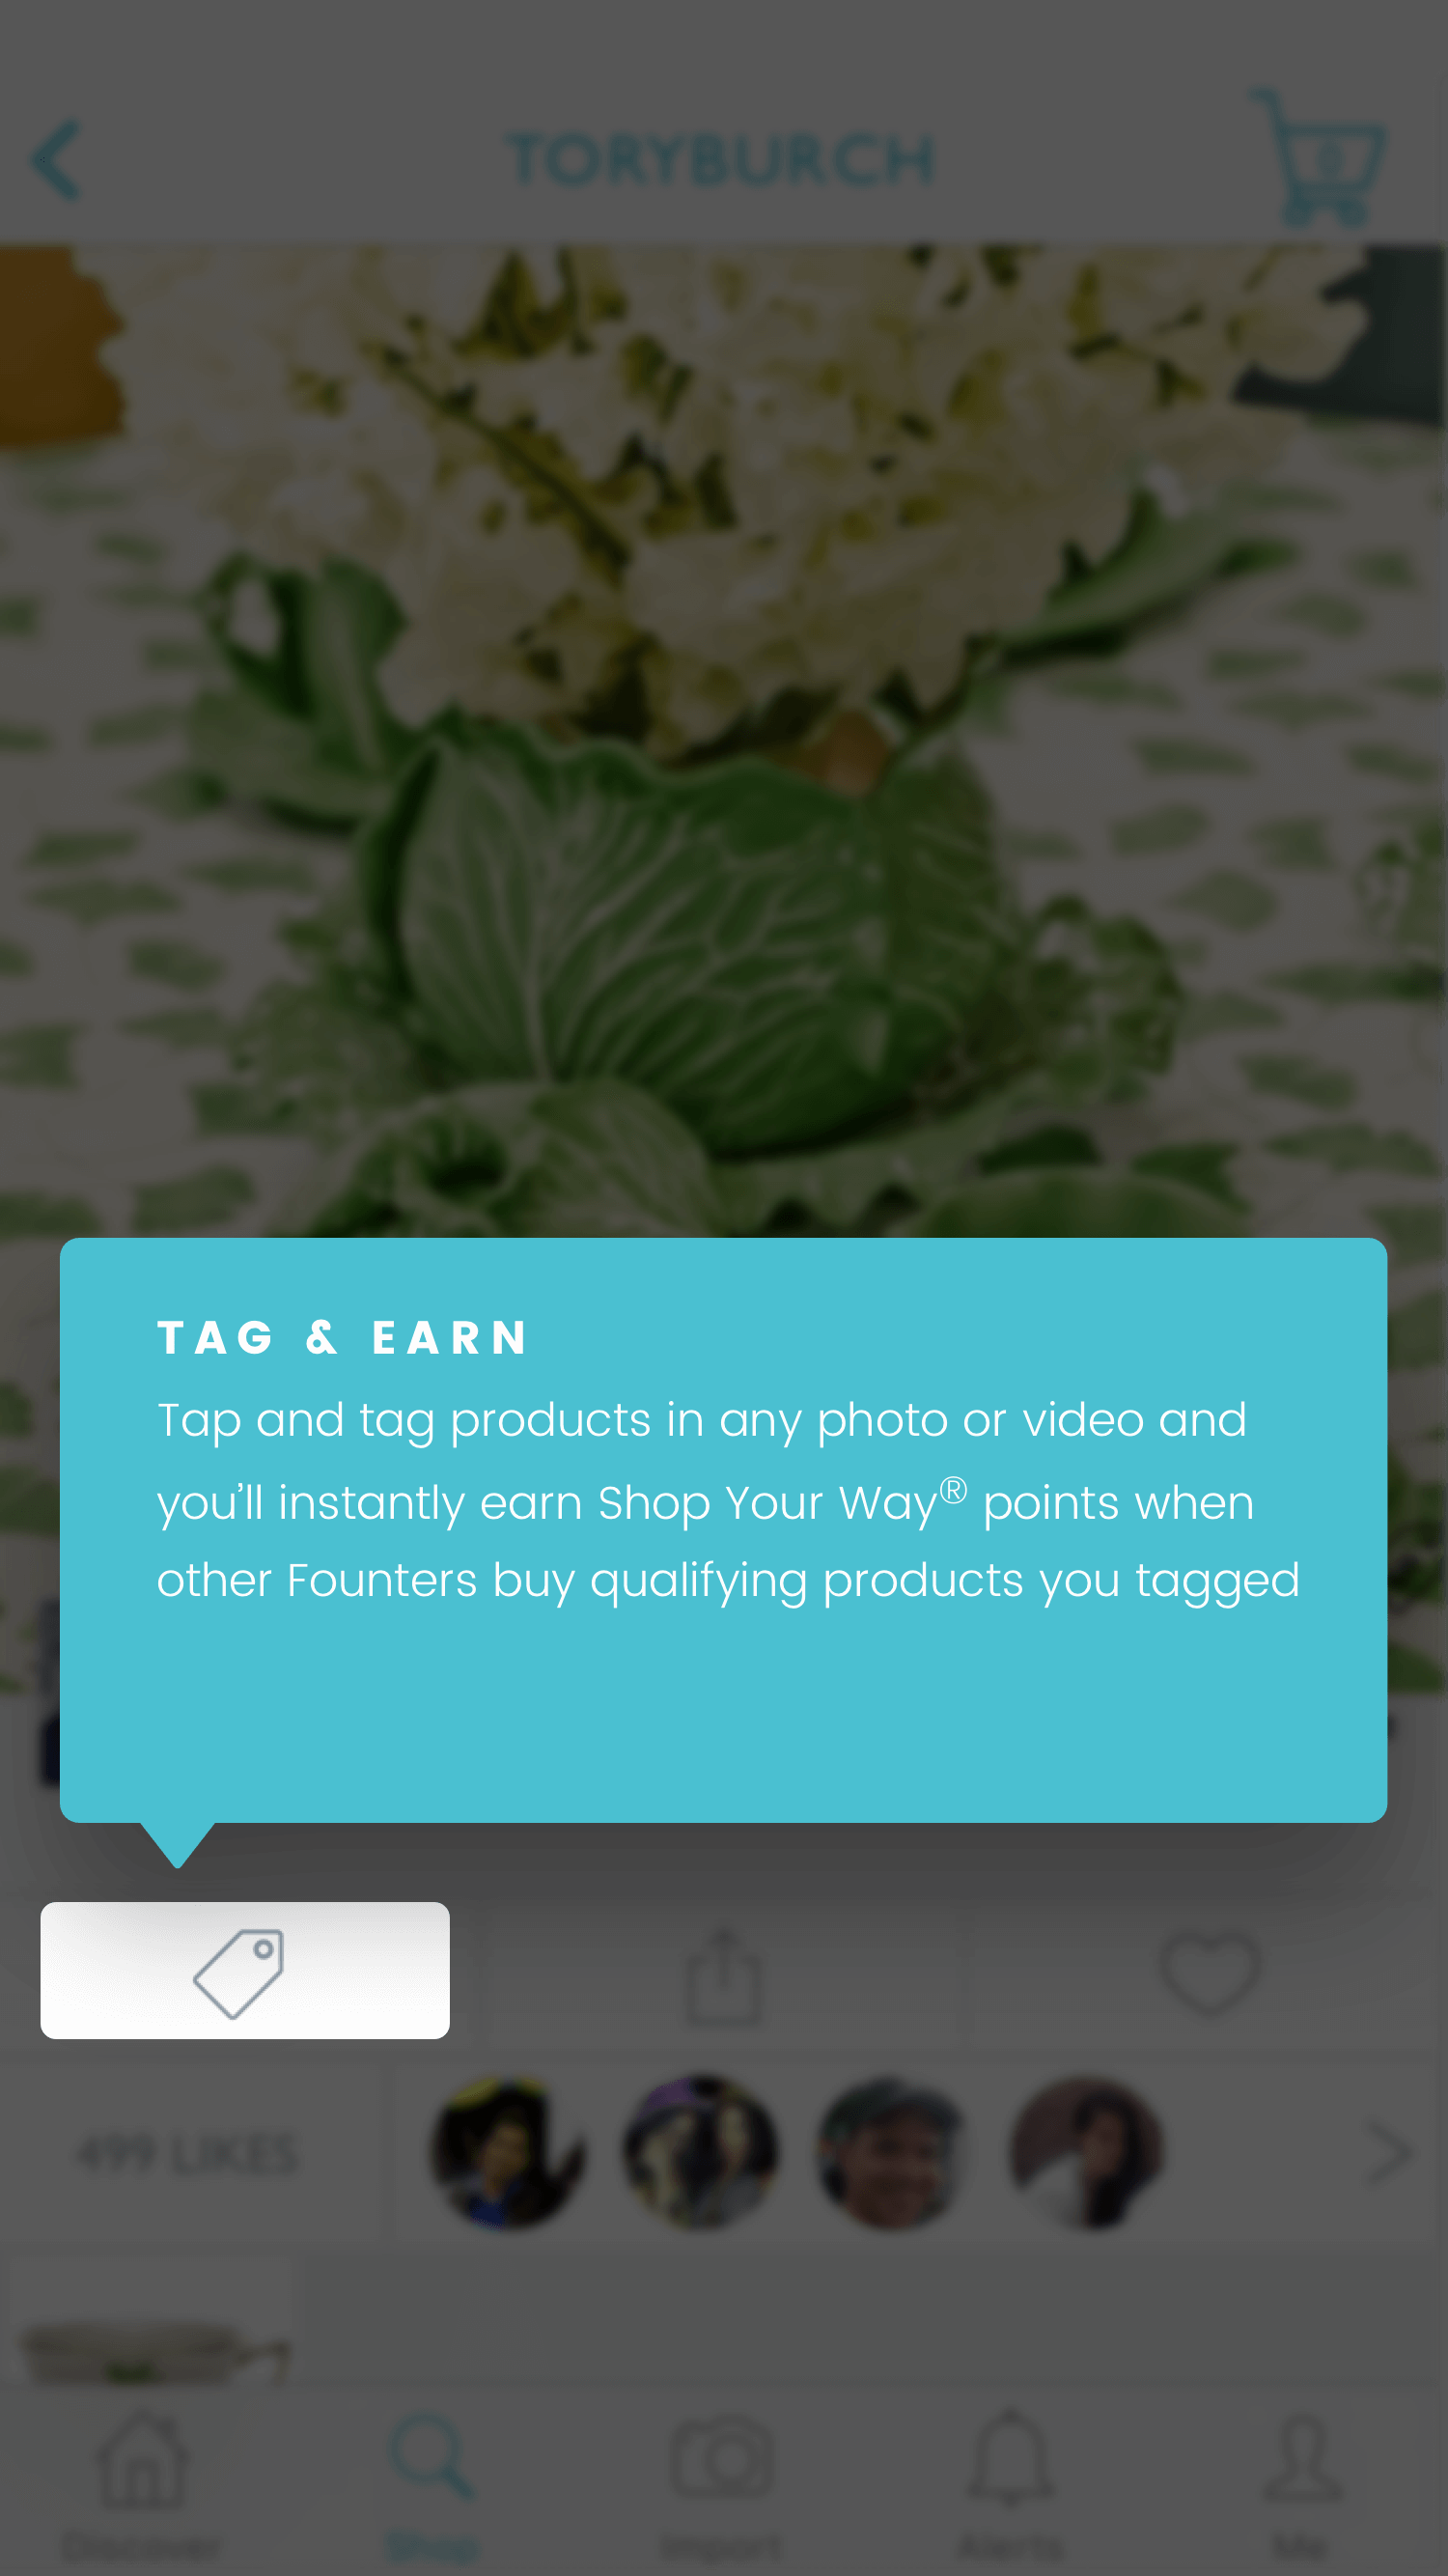 TORYBURCH
0
TAG & EARN
Tap and tag products in any photo or video and
you’ll instantly earn Shop Your Way® points when
other Founters buy qualifying products you tagged
499 LIKES
Discover Shop Import Alerts Me